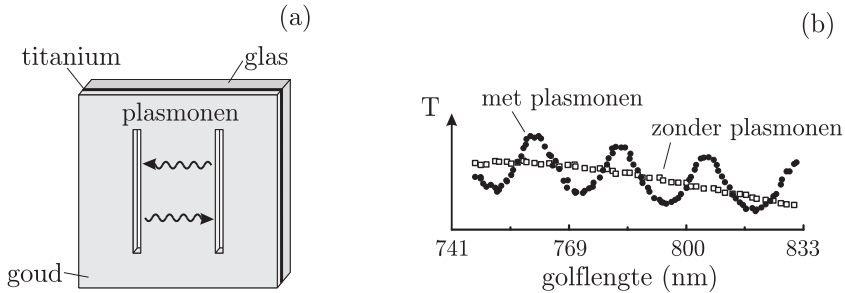 (a)
titanium
glas
plasmonen
goud
(b)
T
met plasmonen
zonder plasmonen
741 769 800 833
golflengte (nm)